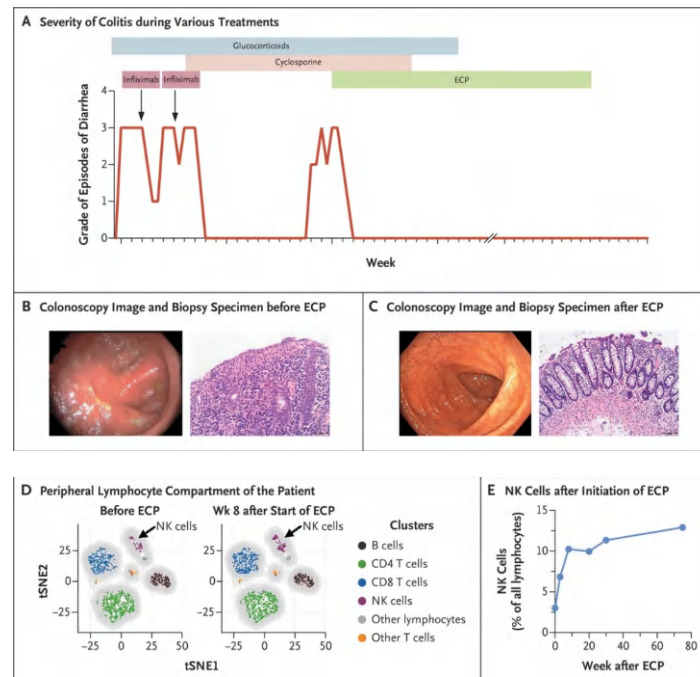 A Severity of Colitis during Various Treatments
Glucocorticoids
Cyclosporine
Infliximab Infliximab ECP
Grade of Episodes of Diarrhea
4
3
2
1
0
Week
B Colonoscopy Image and Biopsy Specimen before ECP
C Colonoscopy Image and Biopsy Specimen after ECP
D Peripheral Lymphocyte Compartment of the Patient
Before ECP Wk 8 after Start of ECP
NK cells NK cells
tSNE2
25
0
−25
−25 0 25 50 −25 0 25 50
tSNE1
Clusters
B cells
CD4 T cells
CD8 T cells
NK cells
Other lymphocytes
Other T cells
E NK Cells after Initiation of ECP
NK Cells
(% of all lymphocytes)
15
10
5
0
0 20 40 60 80
Week after ECP